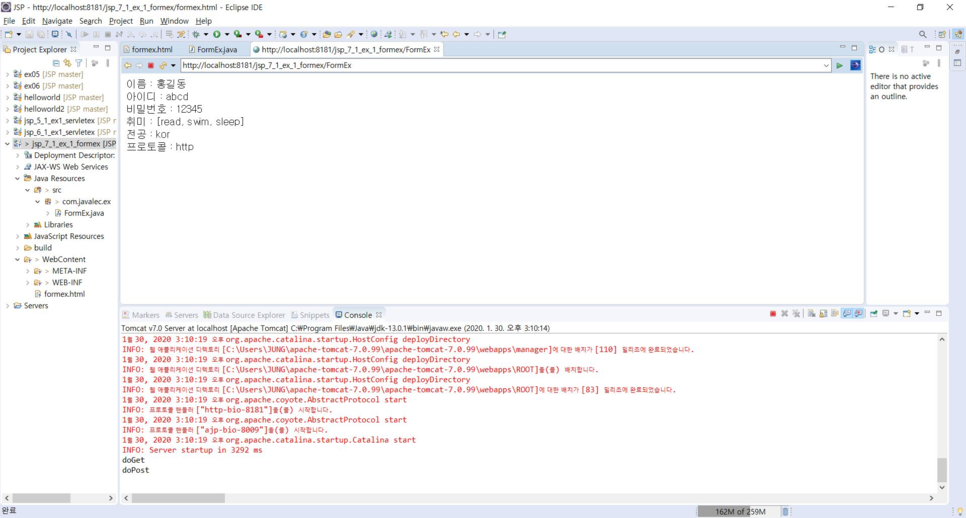 JSP - http://localhost:8181/jsp_7_1_ex_1_formex/formex.html - Eclipse IDE
File Edit Navigate Search Project Run Window Help
Project Explorer
formex.html FormEx.java http://localhost:8181/jsp_7_1_ex_1_formex/FormEx
http://localhost:8181/jsp_7_1_ex_1_formex/FormEx
ex05 [JSP master]
ex06 [JSP master]
helloworld [JSP master]
helloworld2 [JSP master]
jsp_5_1_ex1_servletex [JSP r
jsp_6_1_ex1_servletex [JSP r
> jsp_7_1_ex_1_formex [JSP
Deployment Descriptor:
JAX-WS Web Services
Java Resources
> src
> com.javalec.ex
FormEx.java
Libraries
JavaScript Resources
build
> WebContent
> META-INF
> WEB-INF
formex.html
Servers
이름 : 홍길동
아이디 : abcd
비밀번호 : 12345
취미 : [read, swim, sleep]
전공 : kor
프로토콜 : http
There is no active
editor that provides
an outline.
Markers Servers Data Source Explorer Snippets Console
Tomcat v7.0 Server at localhost [Apache Tomcat] C:₩Program Files₩Java₩jdk-13.0.1₩bin₩javaw.exe (2020. 1. 30. 오후 3:10:14)
1월 30, 2020 3:10:19 오후 org.apache.catalina.startup.HostConfig deployDirectory
INFO: 웹 애플리케이션 디렉토리 [C:\Users\JUNG\apache-tomcat-7.0.99\apache-tomcat-7.0.99\webapps\manager]에 대한 배치가 [110] 밀리초에 완료되었습니다.
1월 30, 2020 3:10:19 오후 org.apache.catalina.startup.HostConfig deployDirectory
INFO: 웹 애플리케이션 디렉토리 [C:\Users\JUNG\apache-tomcat-7.0.99\apache-tomcat-7.0.99\webapps\ROOT]을(를) 배치합니다.
1월 30, 2020 3:10:19 오후 org.apache.catalina.startup.HostConfig deployDirectory
INFO: 웹 애플리케이션 디렉토리 [C:\Users\JUNG\apache-tomcat-7.0.99\apache-tomcat-7.0.99\webapps\ROOT]에 대한 배치가 [83] 밀리초에 완료되었습니다.
1월 30, 2020 3:10:19 오후 org.apache.coyote.AbstractProtocol start
INFO: 프로토콜 핸들러 ["http-bio-8181"]을(를) 시작합니다.
1월 30, 2020 3:10:19 오후 org.apache.coyote.AbstractProtocol start
INFO: 프로토콜 핸들러 ["ajp-bio-8009"]을(를) 시작합니다.
1월 30, 2020 3:10:19 오후 org.apache.catalina.startup.Catalina start
INFO: Server startup in 3292 ms
doGet
doPost
완료
162M of 259M